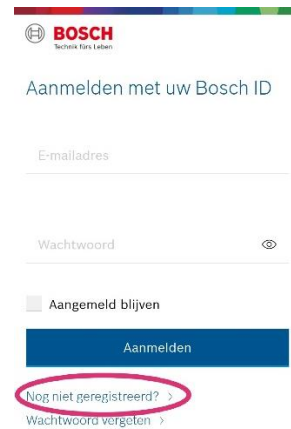 BOSCH
Technik fürs Leben
Aanmelden met uw Bosch ID
E-mailadres
Wachtwoord
Aangemeld blijven
Aanmelden
Nog niet geregistreerd? >
Wachtwoord vergeten >